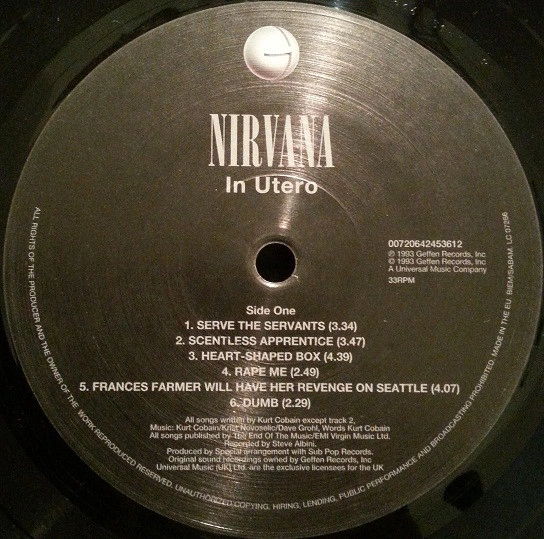 NIRVANA
In Utero
00720642453612
℗ 1993 Geffen Records, Inc
© 1993 Geffen Records, Inc
A Universal Music Company
33RPM
Side One
1. SERVE THE SERVANTS (3.34)
2. SCENTLESS APPRENTICE (3.47)
3. HEART-SHAPED BOX (4.39)
4. RAPE ME (2.49)
5. FRANCES FARMER WILL HAVE HER REVENGE ON SEATTLE (4.07)
6. DUMB (2.29)
All songs written by Kurt Cobain except track 2,
Music: Kurt Cobain/Krist Novoselic/Dave Grohl, Words Kurt Cobain
All songs published by The End Of The Music/EMI Virgin Music Ltd.
Recorded by Steve Albini.
Produced by Special arrangement with Sub Pop Records.
Original sound recordings owned by Geffen Records, Inc
Universal Music (UK) Ltd. are the exclusive licensees for the UK
ALL RIGHTS OF THE PRODUCER AND THE OWNER OF THE WORK REPRODUCED RESERVED. UNAUTHORIZED COPYING, HIRING, LENDING, PUBLIC PERFORMANCE AND BROADCASTING PROHIBITED. MADE IN THE EU. BIEM/SABAM. LC 07266